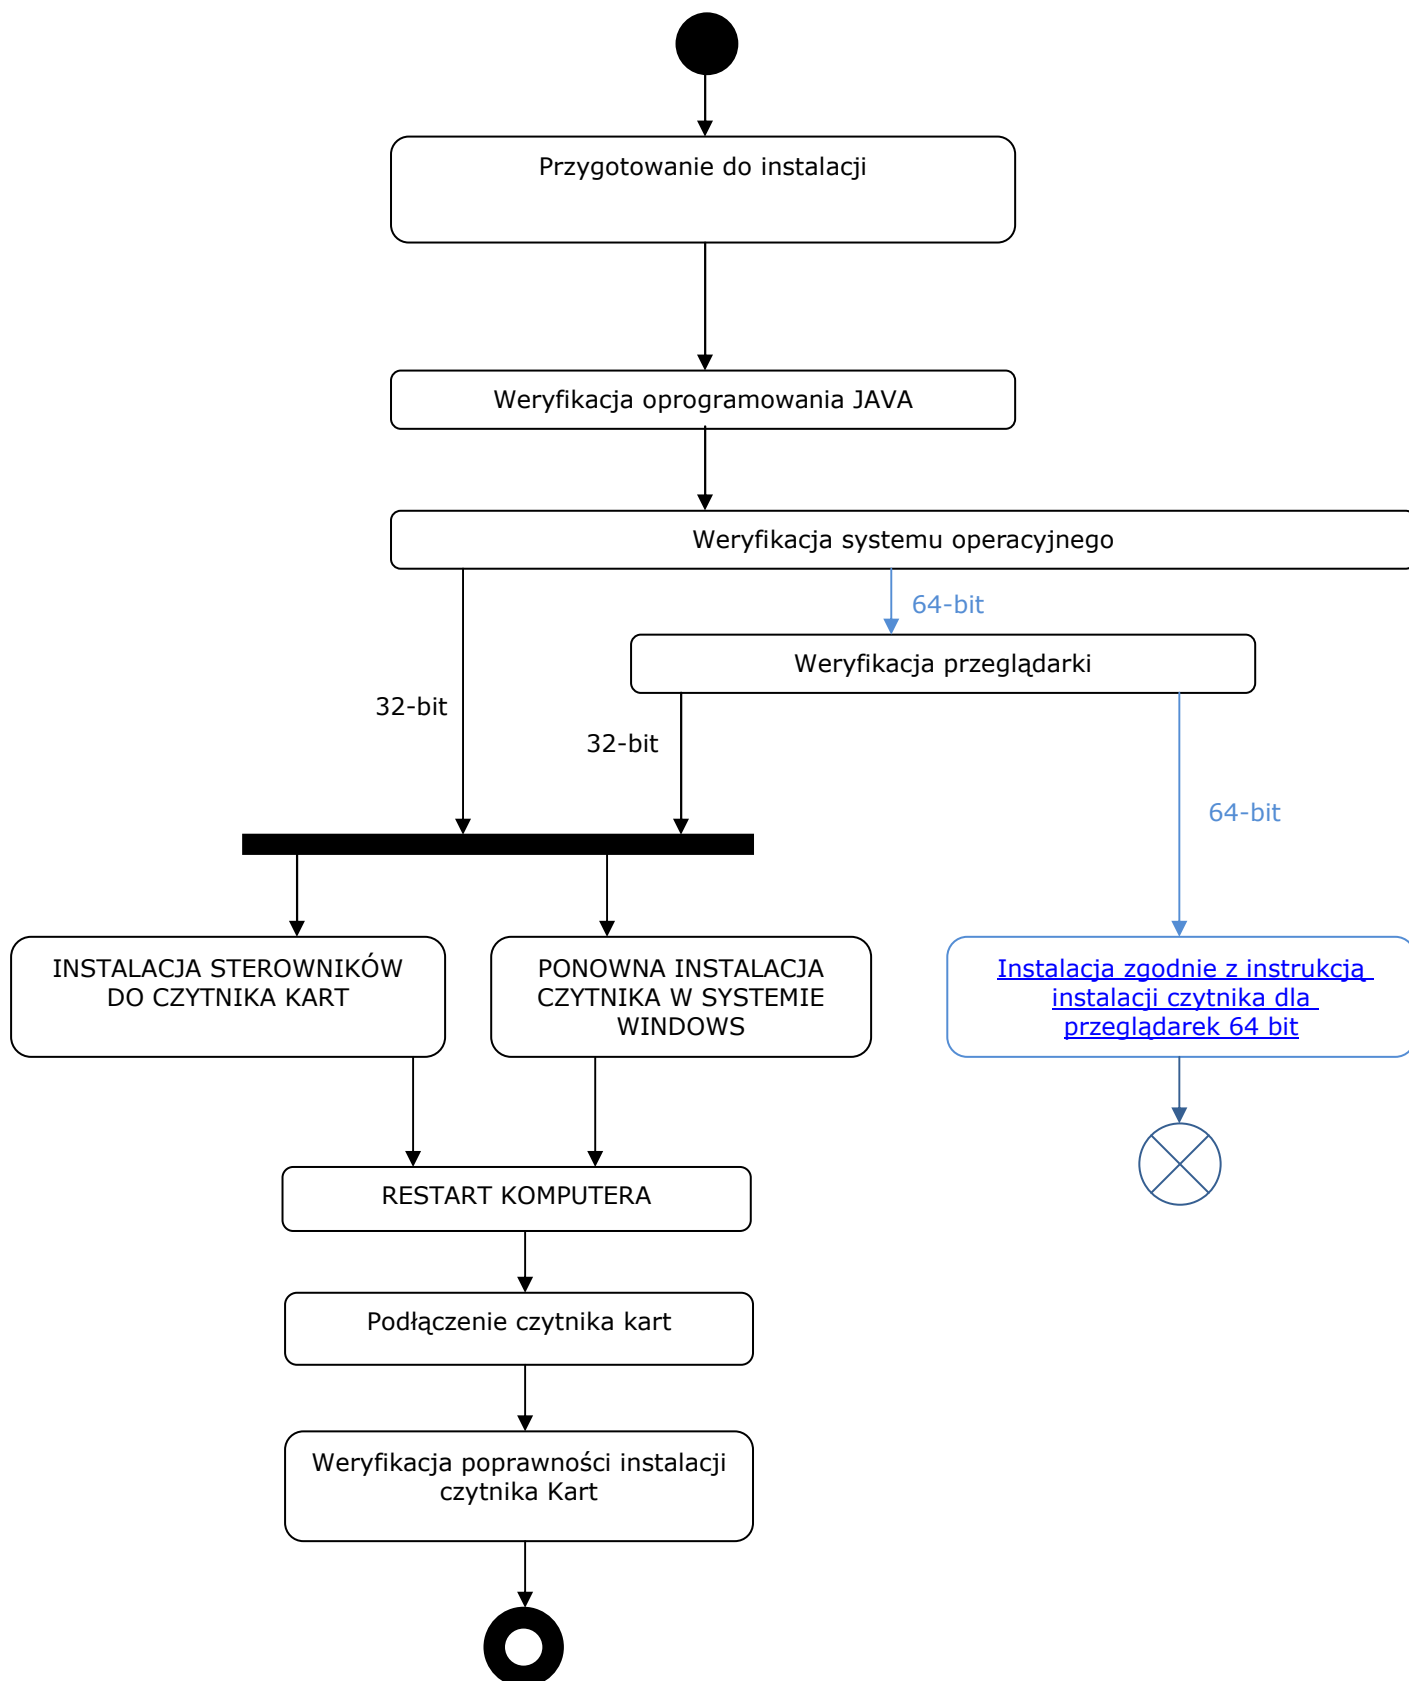 Przygotowanie do instalacji
Weryfikacja oprogramowania JAVA
Weryfikacja systemu operacyjnego
64-bit
Weryfikacja przeglądarki
32-bit
32-bit
64-bit
INSTALACJA STEROWNIKÓW
DO CZYTNIKA KART
PONOWNA INSTALACJA
CZYTNIKA W SYSTEMIE
WINDOWS
Instalacja zgodnie z instrukcją
instalacji czytnika dla
przeglądarek 64 bit
RESTART KOMPUTERA
Podłączenie czytnika kart
Weryfikacja poprawności instalacji
czytnika Kart